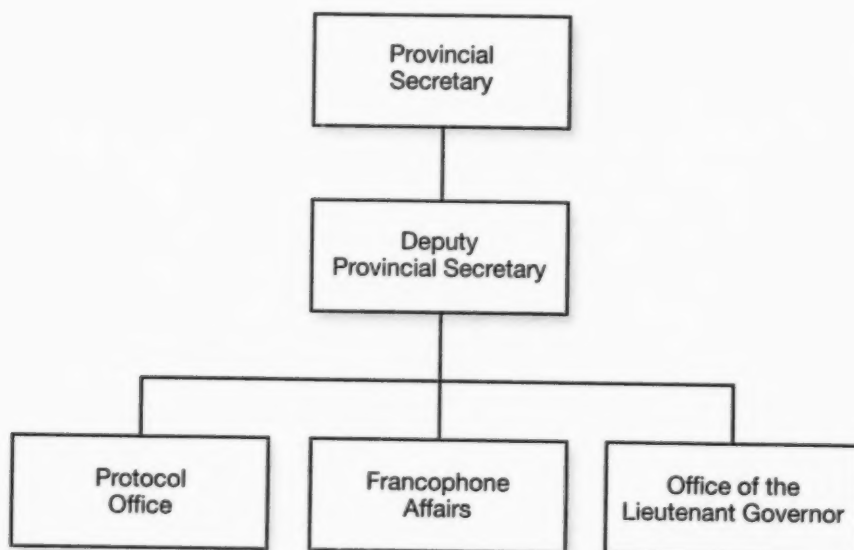 Provincial
Secretary
Deputy
Provincial Secretary
Protocol
Office
Francophone
Affairs
Office of the
Lieutenant Governor